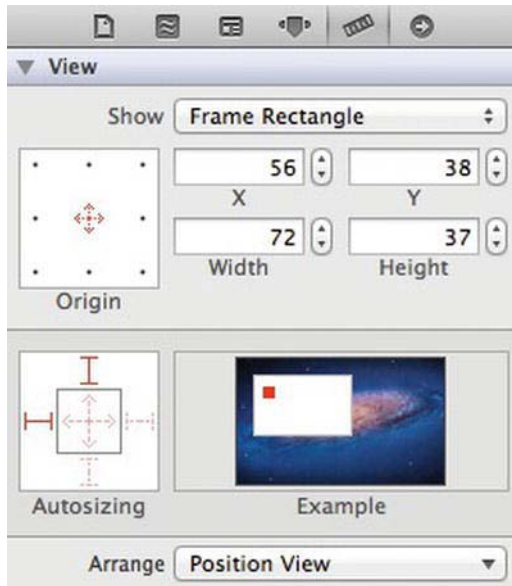 View
Show Frame Rectangle
56 38
X Y
72 37
Width Height
Origin
Autosizing Example
Arrange Position View